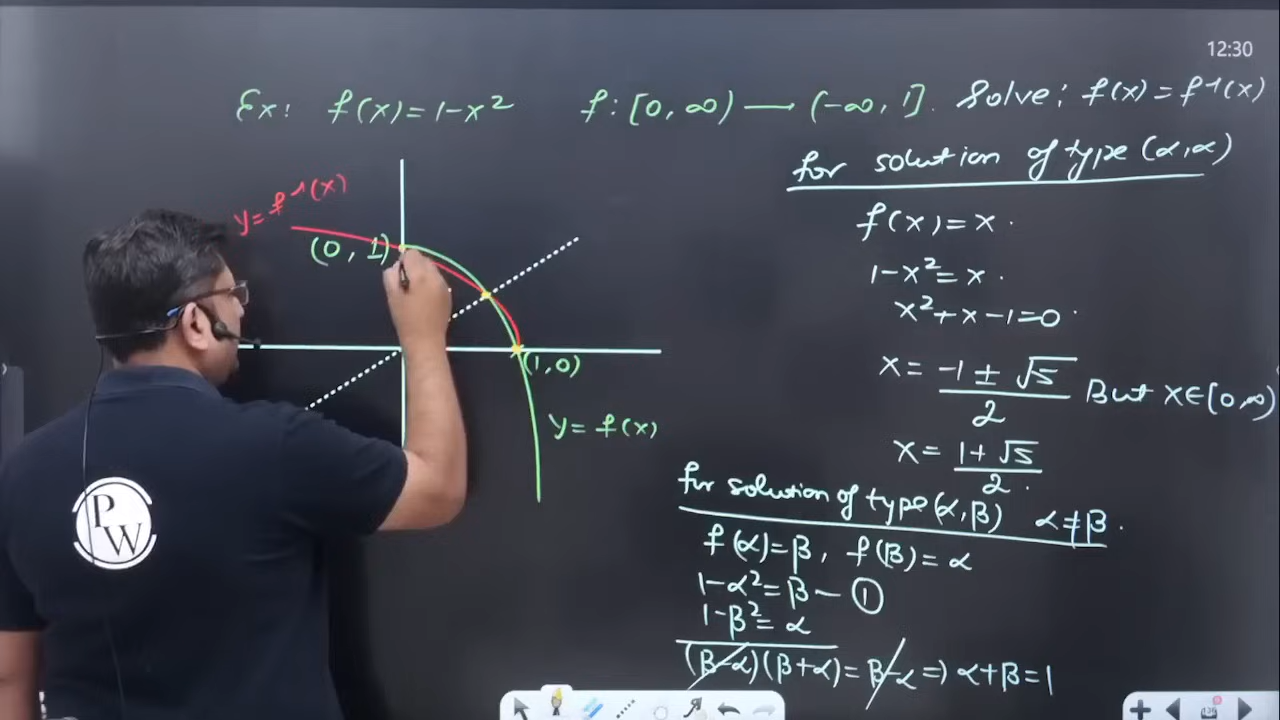 12:30
Ex: f(x)=1-x² f:[0,∞) → (-∞,1]. Solve: f(x)=f⁻¹(x)
for solution of type (α,α)
f(x)=x.
1-x²=x.
x²+x-1=0.
x= (-1±√5)/2 But x∈[0,∞)
x= (1+√5)/2.
y=f⁻¹(x)
(0,1)
(1,0)
y=f(x)
for solution of type(α,β) α≠β.
f(α)=β, f(β)=α
1-α²=β — ①
1-β²=α
(β-α)(β+α)=β-α ⇒ α+β=1
PW